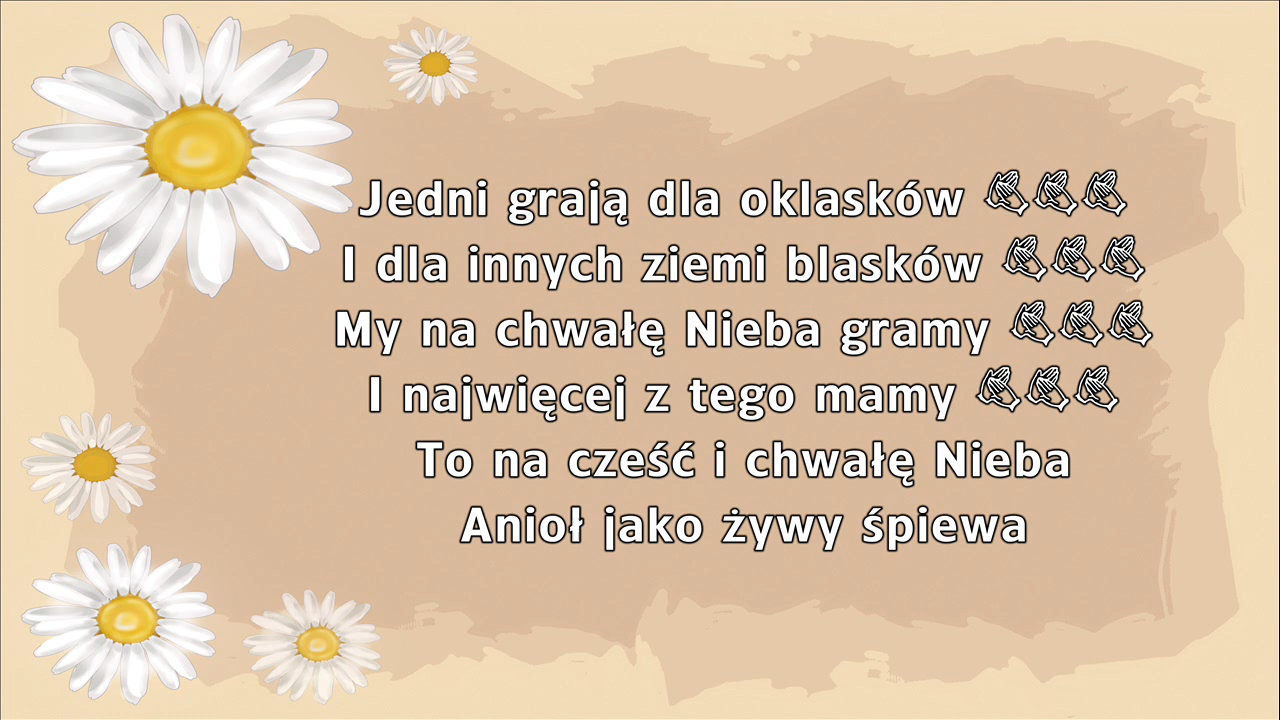 Jedni grają dla oklasków 👏👏👏
I dla innych ziemi blasków 👏👏👏
My na chwałę Nieba gramy 👏👏👏
I najwięcej z tego mamy 👏👏👏
To na cześć i chwałę Nieba
Anioł jako żywy śpiewa